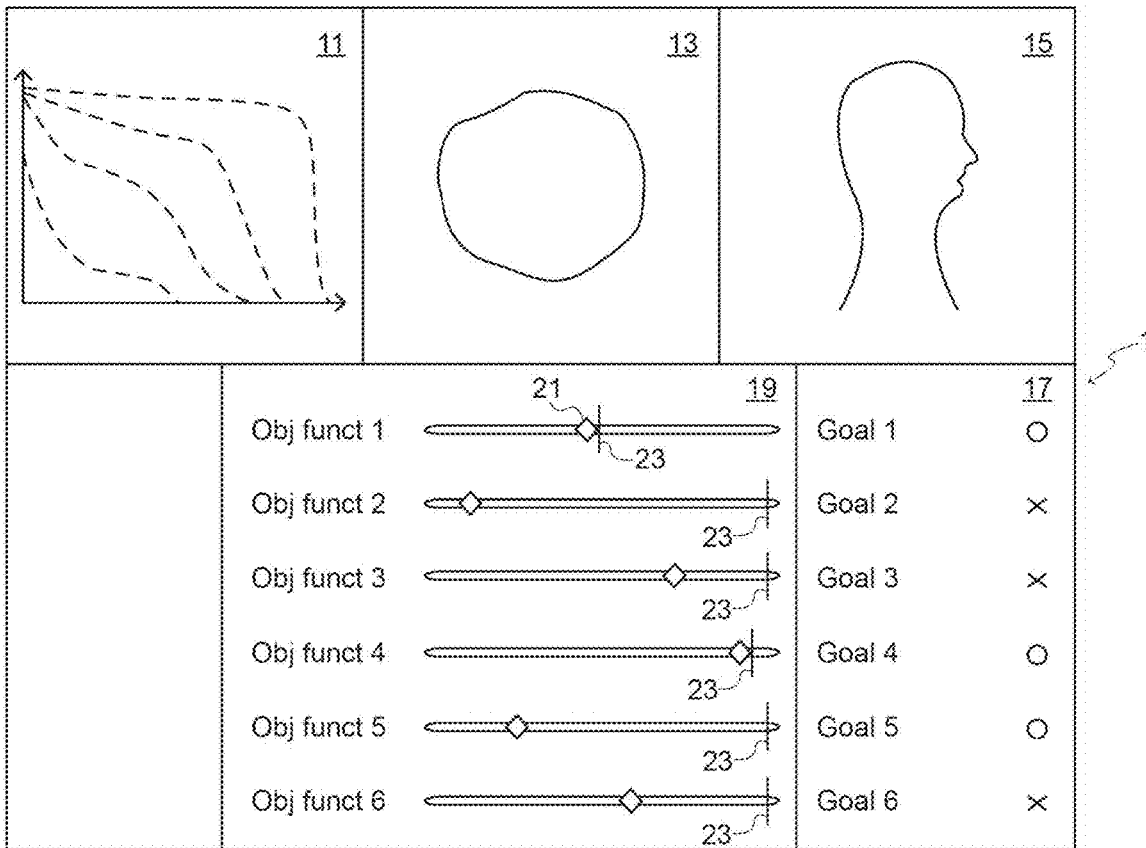 11
13
15
21
19
17
Obj funct 1
Goal 1
O
23
Obj funct 2
Goal 2
×
23
Obj funct 3
Goal 3
×
23
Obj funct 4
Goal 4
O
23
Obj funct 5
Goal 5
O
23
Obj funct 6
Goal 6
×
23